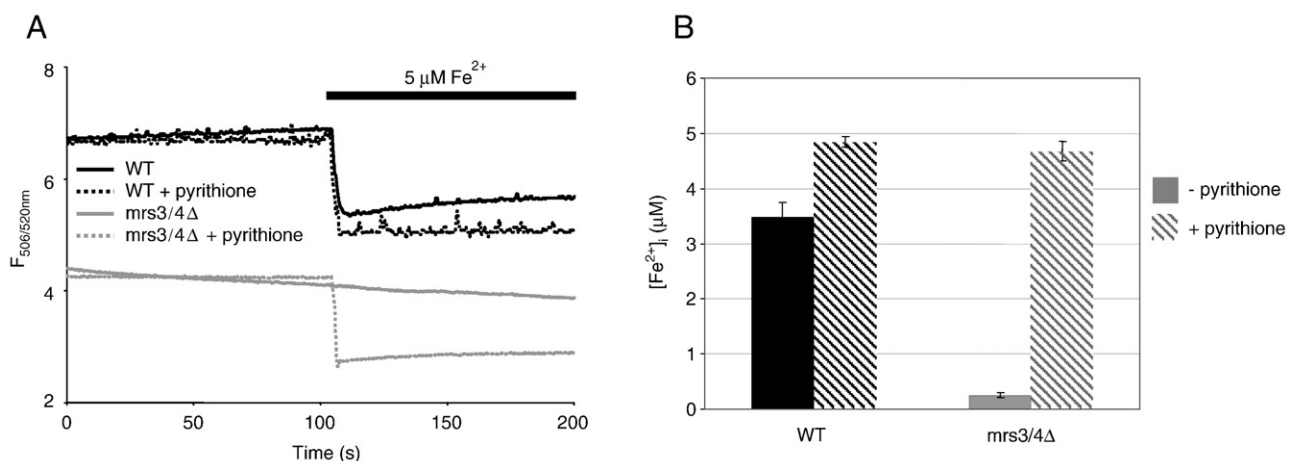 A
8
6
4
2
F506/520nm
5 μM Fe2+
WT
WT + pyrithione
mrs3/4Δ
mrs3/4Δ + pyrithione
0
50
100
150
200
Time (s)
B
6
5
4
3
2
1
0
[Fe2+]i (μM)
WT
mrs3/4Δ
- pyrithione
+ pyrithione